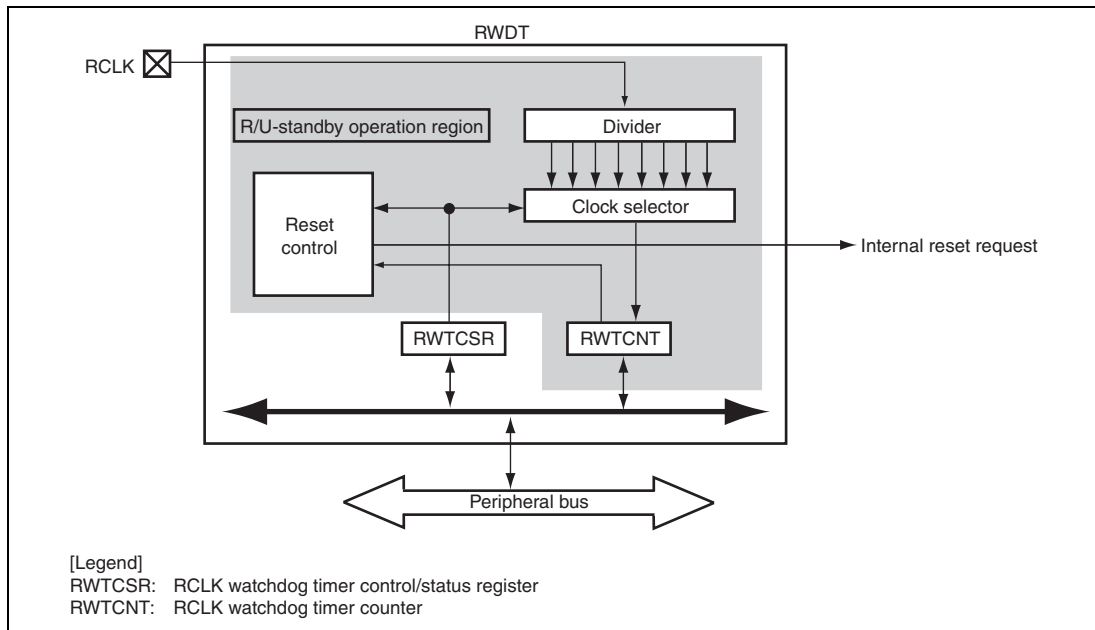 RWDT
RCLK
R/U-standby operation region
Divider
Clock selector
Reset
control
Internal reset request
RWTCSR
RWTCNT
Peripheral bus
[Legend]
RWTCSR: RCLK watchdog timer control/status register
RWTCNT: RCLK watchdog timer counter